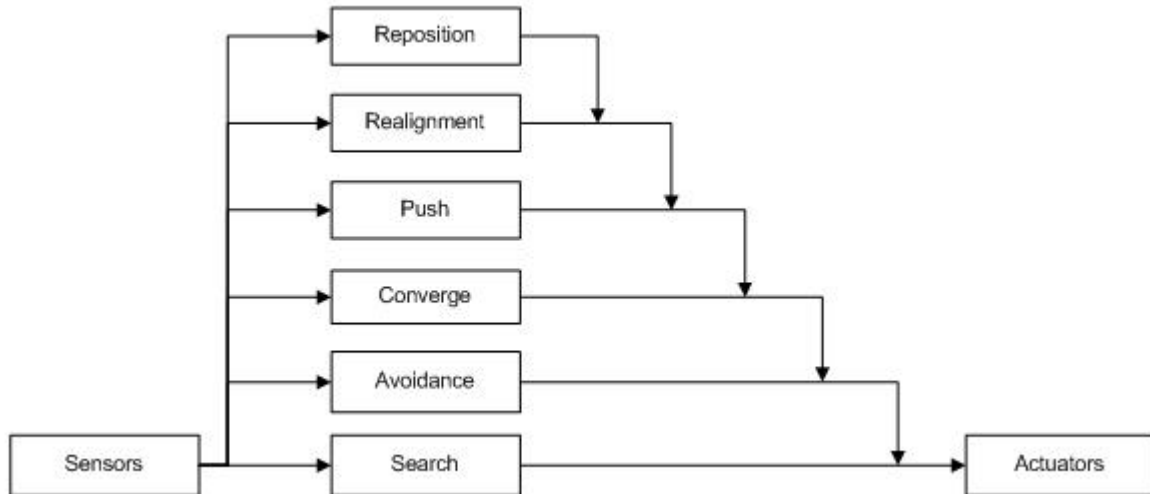 Reposition
Realignment
Push
Converge
Avoidance
Sensors
Search
Actuators